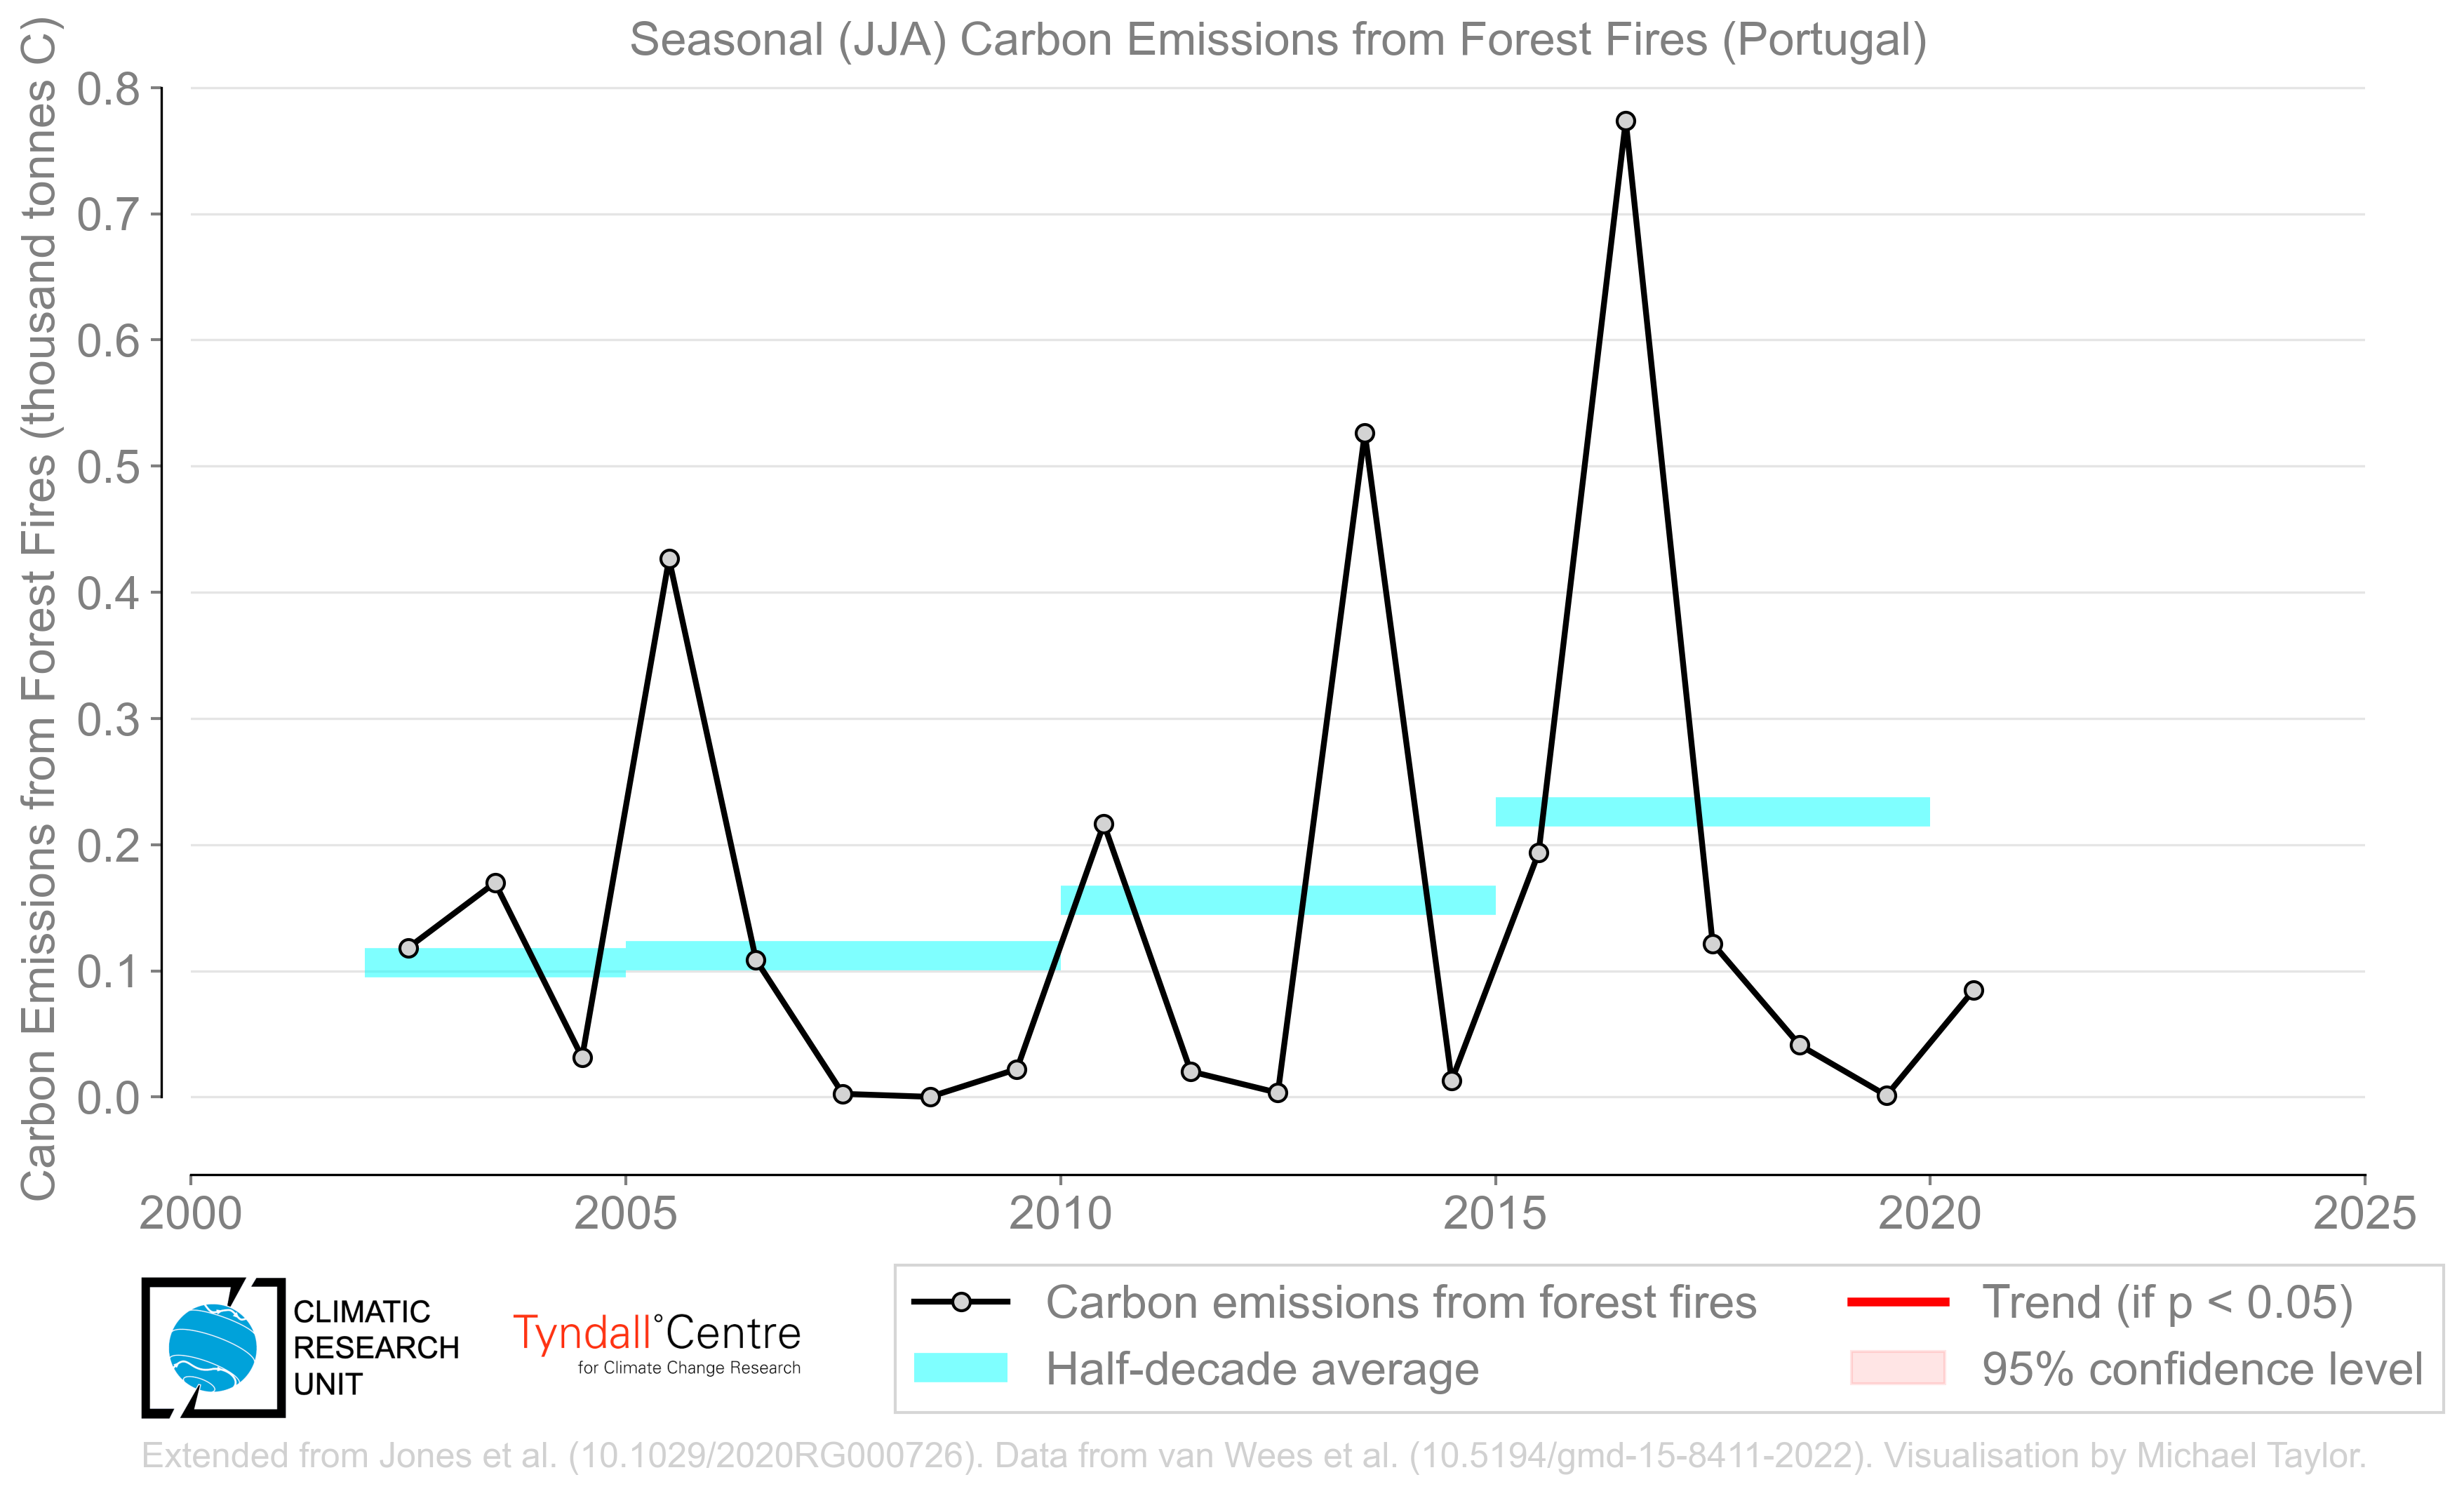 Seasonal (JJA) Carbon Emissions from Forest Fires (Portugal)
Carbon Emissions from Forest Fires (thousand tonnes C)
0.8
0.7
0.6
0.5
0.4
0.3
0.2
0.1
0.0
2000 2005 2010 2015 2020 2025
CLIMATIC
RESEARCH
UNIT
Tyndall°Centre
for Climate Change Research
Carbon emissions from forest fires
Half-decade average
Trend (if p < 0.05)
95% confidence level
Extended from Jones et al. (10.1029/2020RG000726). Data from van Wees et al. (10.5194/gmd-15-8411-2022). Visualisation by Michael Taylor.